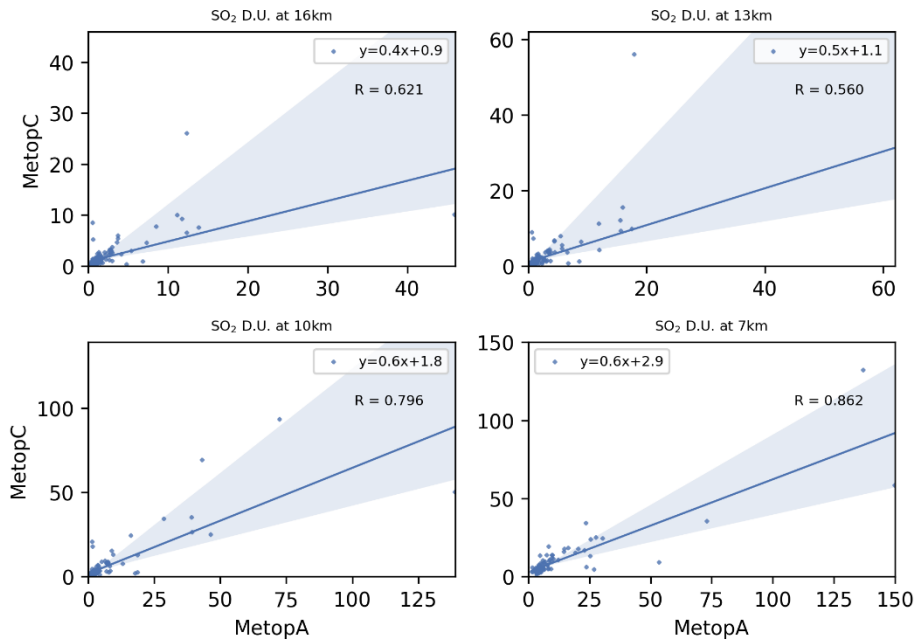 SO₂ D.U. at 16km
y=0.4x+0.9
R = 0.621
MetopC
40
30
20
10
0
0 10 20 30 40
SO₂ D.U. at 13km
y=0.5x+1.1
R = 0.560
60
40
20
0
0 20 40 60
SO₂ D.U. at 10km
y=0.6x+1.8
R = 0.796
MetopC
100
50
0
0 25 50 75 100 125
MetopA
SO₂ D.U. at 7km
y=0.6x+2.9
R = 0.862
150
100
50
0
0 25 50 75 100 125 150
MetopA